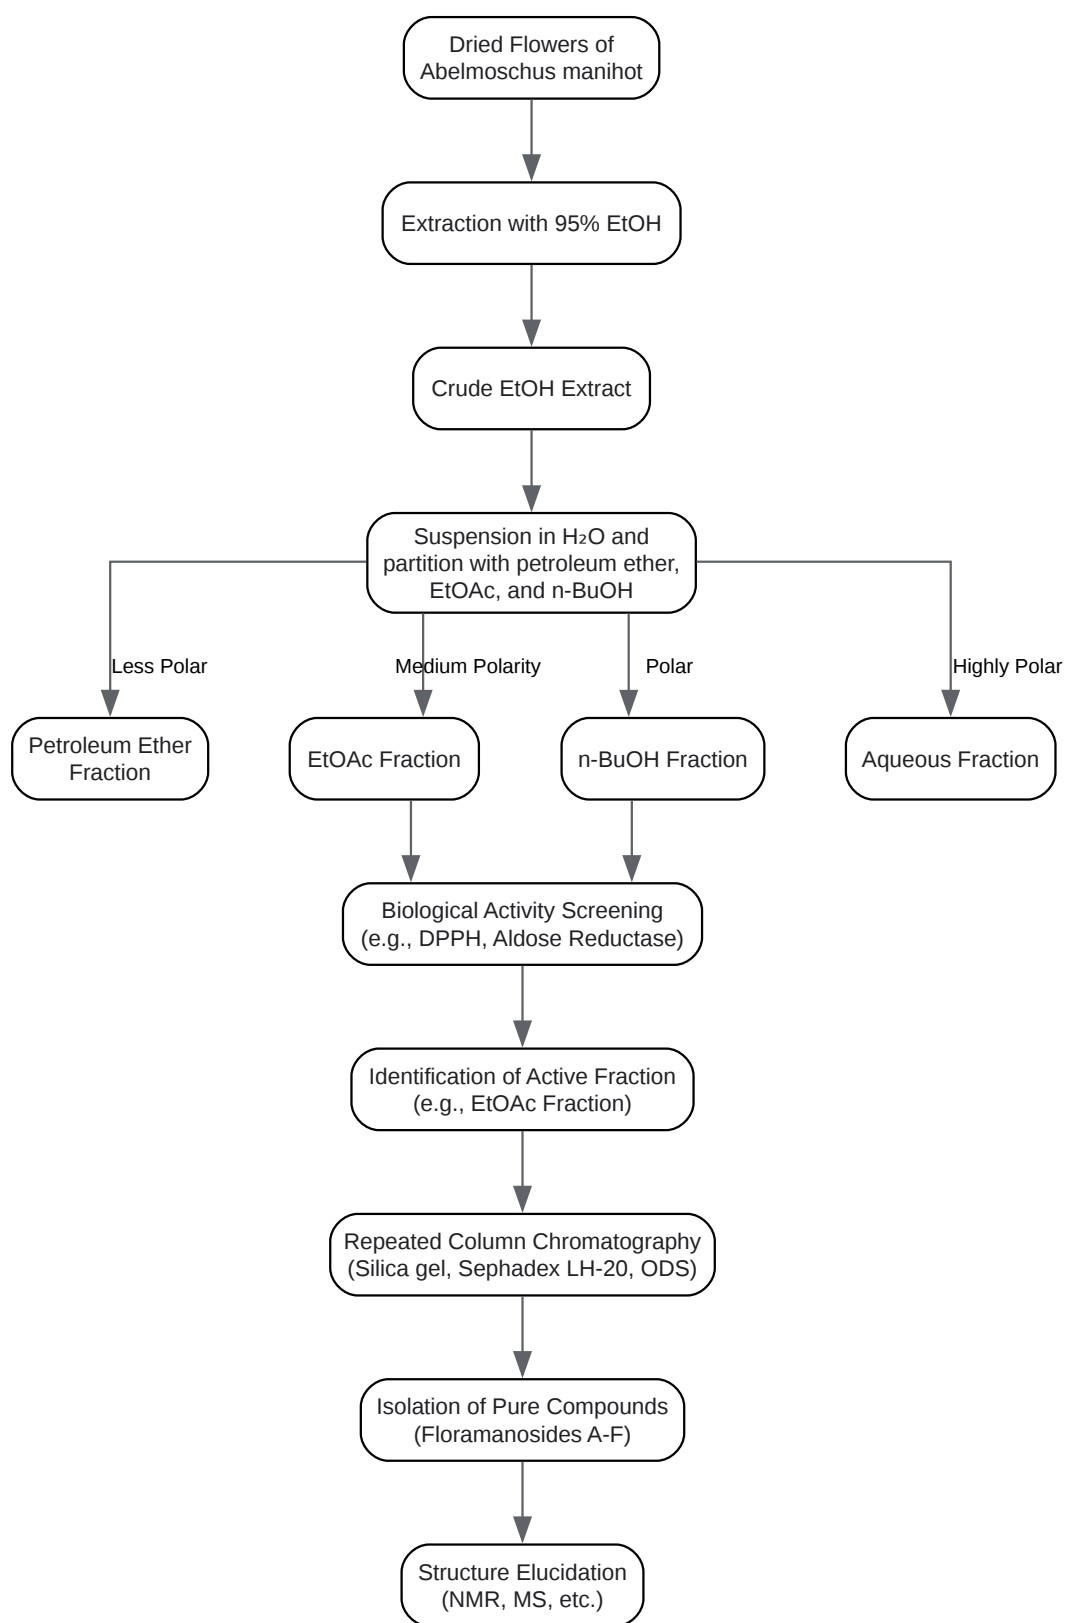 Dried Flowers of
Abelmoschus manihot
Extraction with 95% EtOH
Crude EtOH Extract
Suspension in H₂O and
partition with petroleum ether,
EtOAc, and n-BuOH
Less Polar
Medium Polarity
Polar
Highly Polar
Petroleum Ether
Fraction
EtOAc Fraction
n-BuOH Fraction
Aqueous Fraction
Biological Activity Screening
(e.g., DPPH, Aldose Reductase)
Identification of Active Fraction
(e.g., EtOAc Fraction)
Repeated Column Chromatography
(Silica gel, Sephadex LH-20, ODS)
Isolation of Pure Compounds
(Floramanosides A-F)
Structure Elucidation
(NMR, MS, etc.)